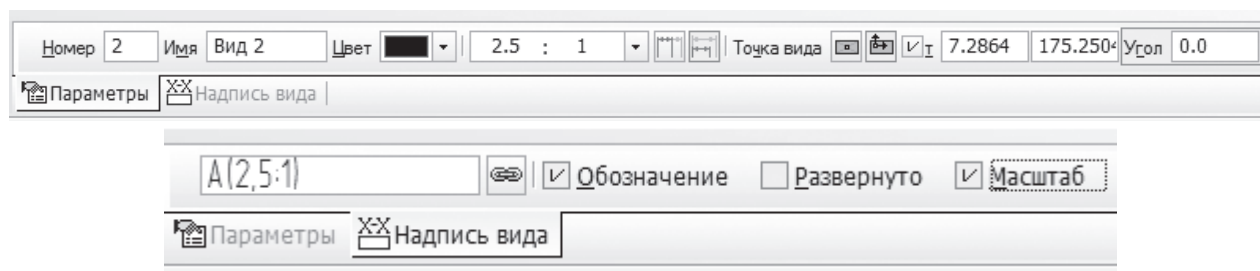 Номер 2 Имя Вид 2 Цвет 2.5 : 1 Точка вида т 7.2864 175.2504 Угол 0.0
Параметры X-X Надпись вида
А(2,5:1) Обозначение Развернуто Масштаб
Параметры X-X Надпись вида